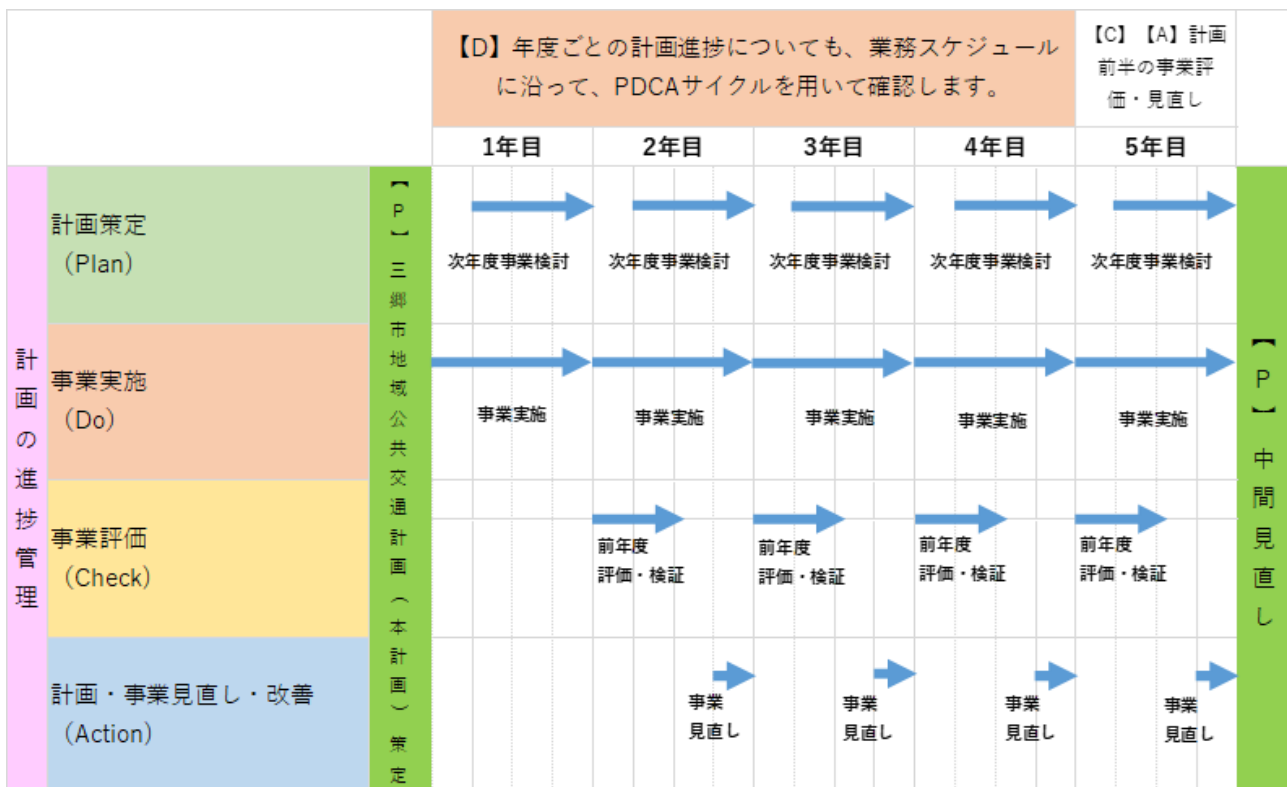 【D】年度ごとの計画進捗についても、業務スケジュール
に沿って、PDCAサイクルを用いて確認します。
【C】【A】計画
前半の事業評
価・見直し
1年目
2年目
3年目
4年目
5年目
計画の進捗管理
【P】三郷市地域公共交通計画（本計画）策定
計画策定
（Plan）
次年度事業検討
次年度事業検討
次年度事業検討
次年度事業検討
次年度事業検討
事業実施
（Do）
事業実施
事業実施
事業実施
事業実施
事業実施
事業評価
（Check）
前年度
評価・検証
前年度
評価・検証
前年度
評価・検証
前年度
評価・検証
計画・事業見直し・改善
（Action）
事業
見直し
事業
見直し
事業
見直し
事業
見直し
【P】中間見直し